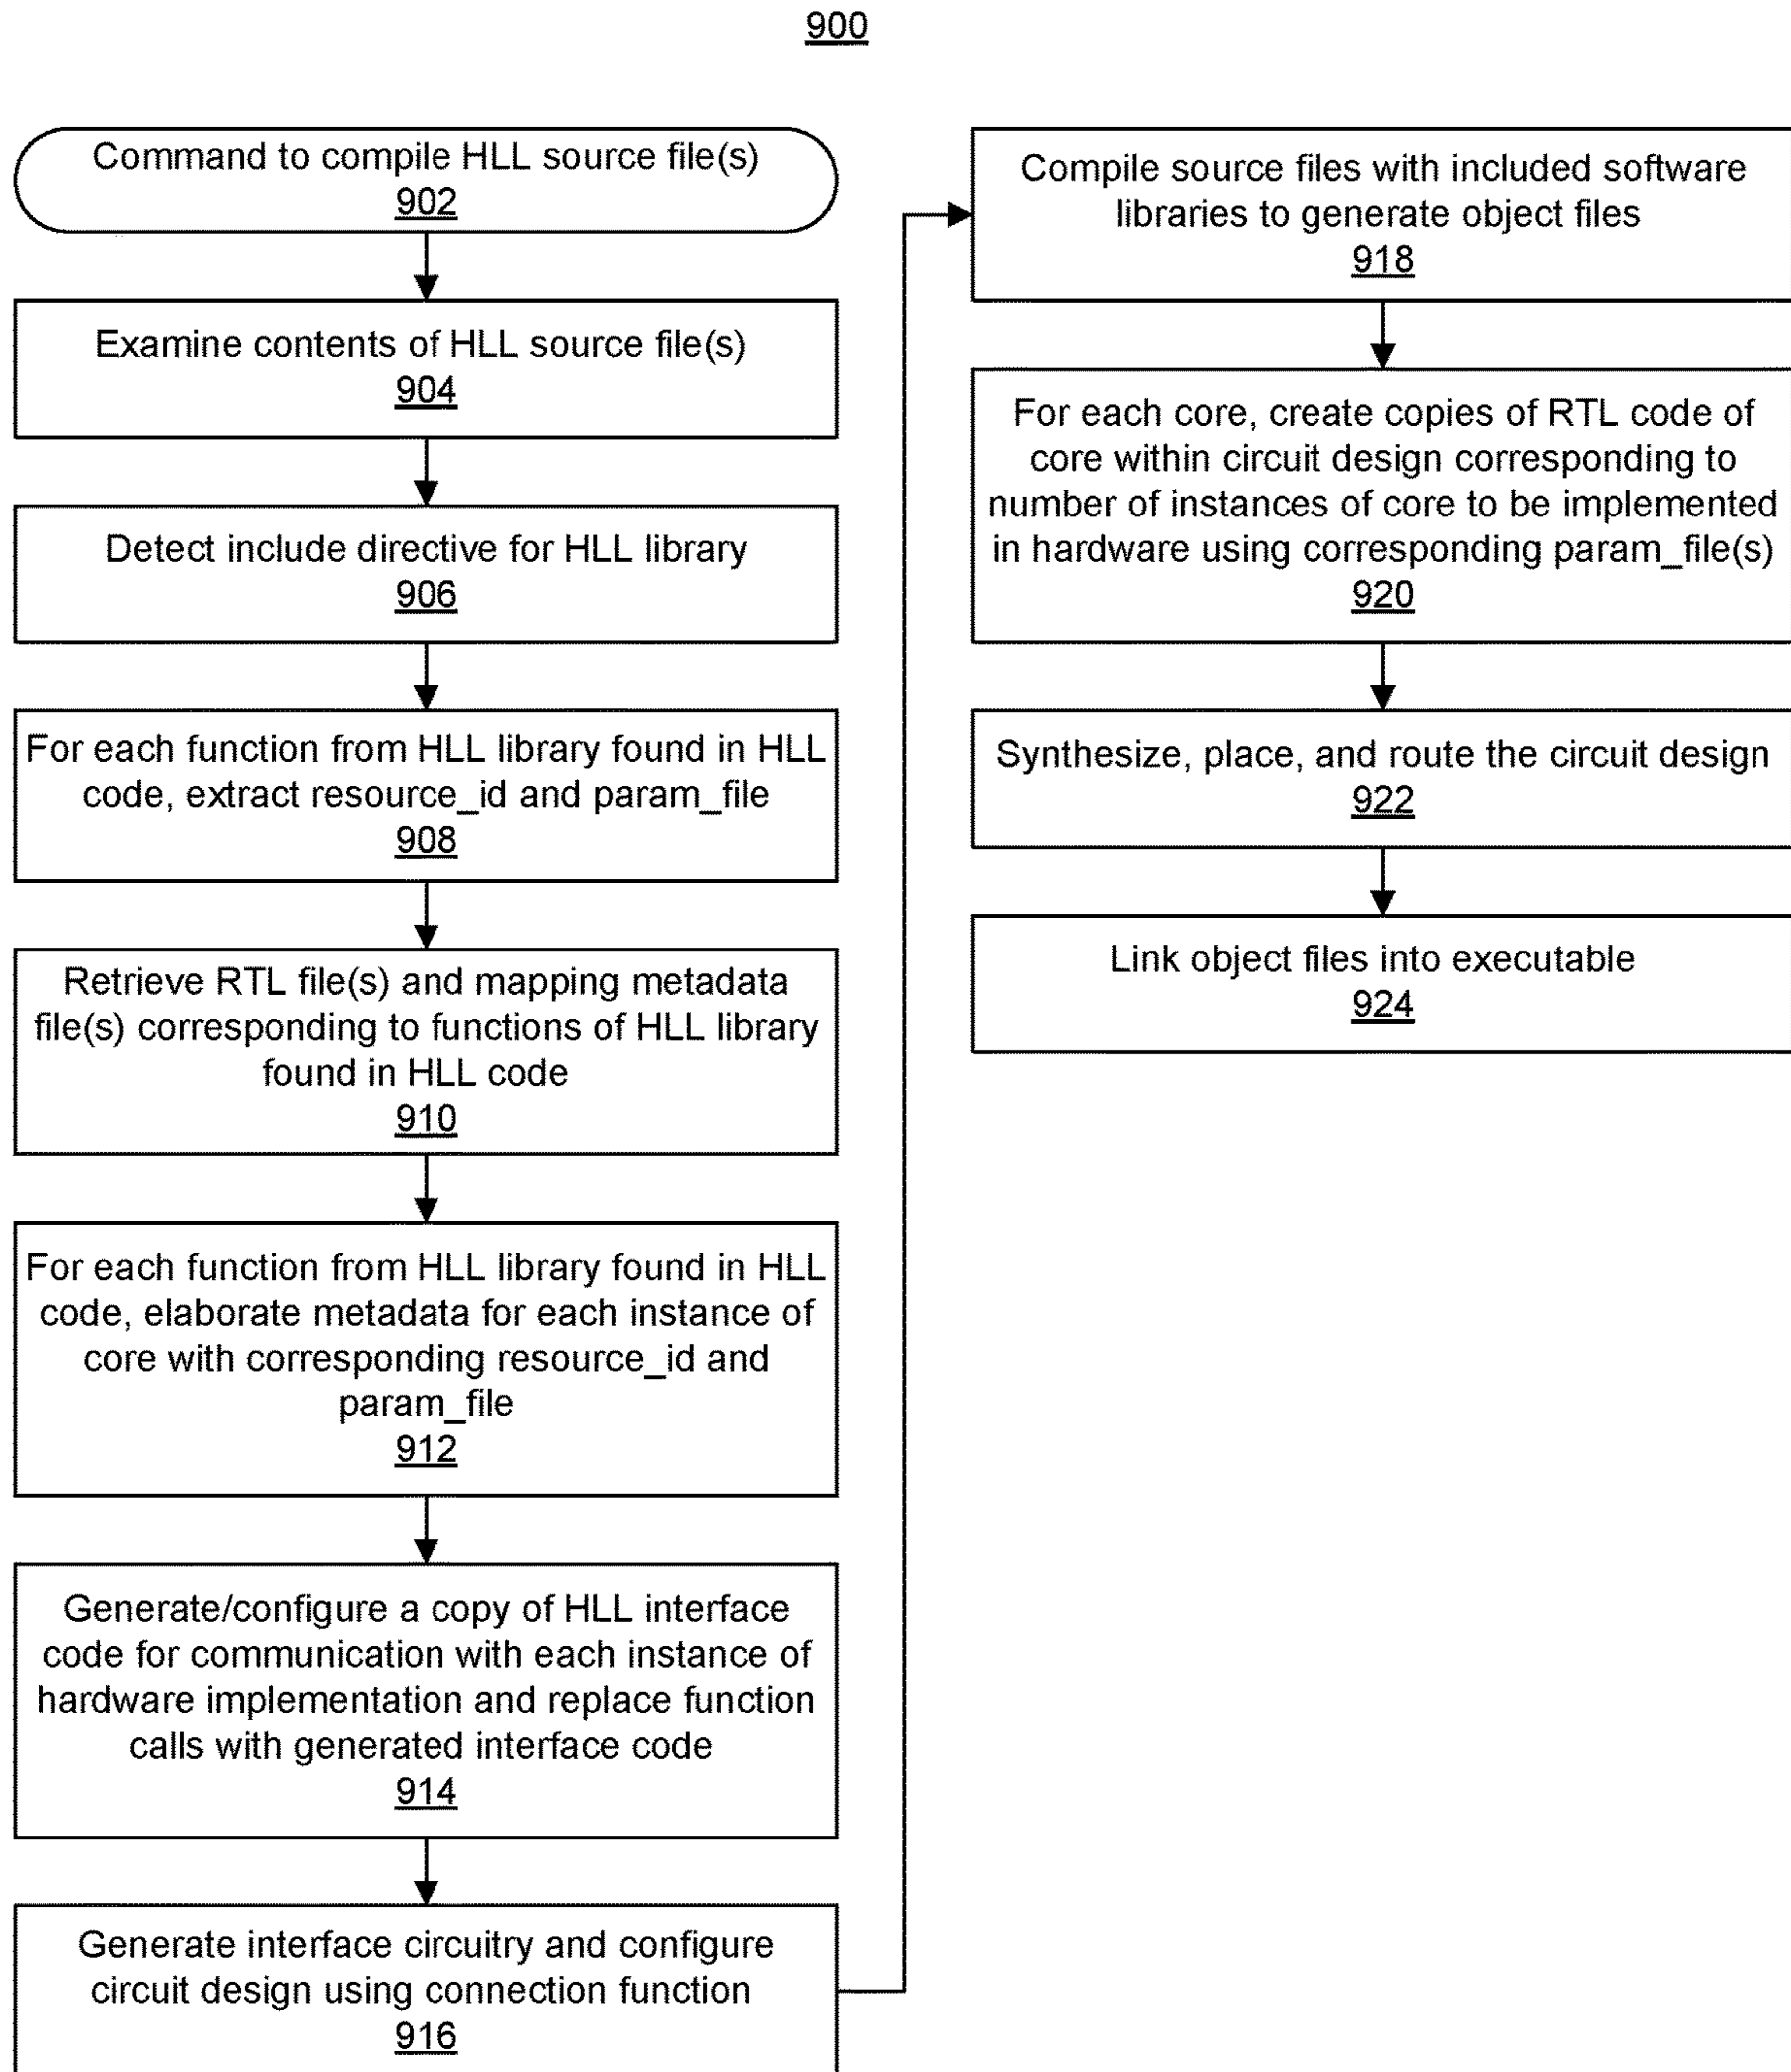 900
Command to compile HLL source file(s)
902
Examine contents of HLL source file(s)
904
Detect include directive for HLL library
906
For each function from HLL library found in HLL
code, extract resource_id and param_file
908
Retrieve RTL file(s) and mapping metadata
file(s) corresponding to functions of HLL library
found in HLL code
910
For each function from HLL library found in HLL
code, elaborate metadata for each instance of
core with corresponding resource_id and
param_file
912
Generate/configure a copy of HLL interface
code for communication with each instance of
hardware implementation and replace function
calls with generated interface code
914
Generate interface circuitry and configure
circuit design using connection function
916
Compile source files with included software
libraries to generate object files
918
For each core, create copies of RTL code of
core within circuit design corresponding to
number of instances of core to be implemented
in hardware using corresponding param_file(s)
920
Synthesize, place, and route the circuit design
922
Link object files into executable
924